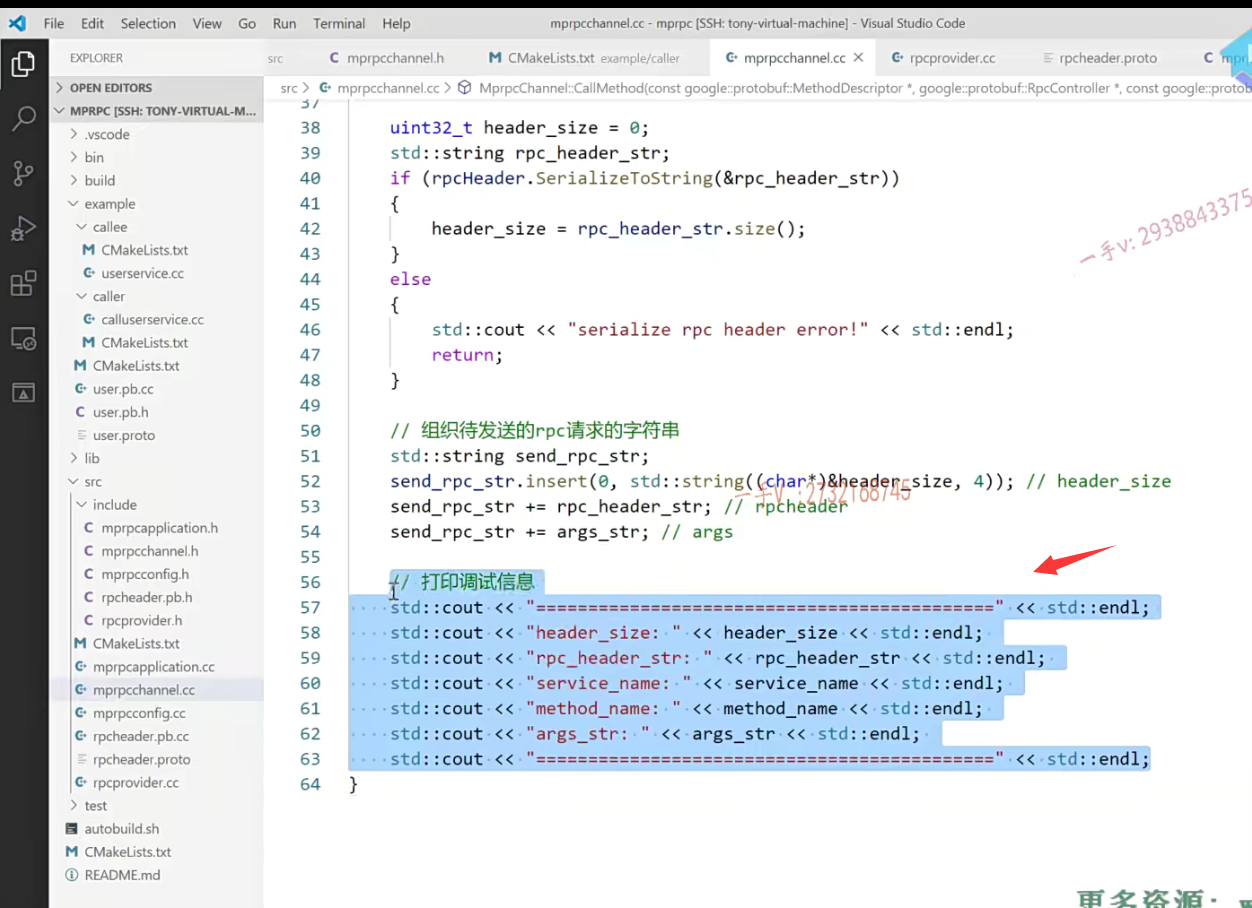 File Edit Selection View Go Run Terminal Help mprpcchannel.cc - mprpc [SSH: tony-virtual-machine] - Visual Studio Code
EXPLORER
src mprpcchannel.h CMakeLists.txt example/caller mprpcchannel.cc rpcprovider.cc rpcheader.proto
src > mprpcchannel.cc > MprpcChannel::CallMethod(const google::protobuf::MethodDescriptor *, google::protobuf::RpcController *, const google::protob
OPEN EDITORS
MPRPC [SSH: TONY-VIRTUAL-M...
.vscode
bin
build
example
callee
CMakeLists.txt
userservice.cc
caller
calluserservice.cc
CMakeLists.txt
CMakeLists.txt
user.pb.cc
user.pb.h
user.proto
lib
src
include
mprpcapplication.h
mprpcchannel.h
mprpcconfig.h
rpcheader.pb.h
rpcprovider.h
CMakeLists.txt
mprpcapplication.cc
mprpcchannel.cc
mprpcconfig.cc
rpcheader.pb.cc
rpcheader.proto
rpcprovider.cc
test
autobuild.sh
CMakeLists.txt
README.md
37
38 uint32_t header_size = 0;
39 std::string rpc_header_str;
40 if (rpcHeader.SerializeToString(&rpc_header_str))
41 {
42 header_size = rpc_header_str.size();
43 }
44 else
45 {
46 std::cout << "serialize rpc header error!" << std::endl;
47 return;
48 }
49
50 // 组织待发送的rpc请求的字符串
51 std::string send_rpc_str;
52 send_rpc_str.insert(0, std::string((char*)&header_size, 4)); // header_size
53 send_rpc_str += rpc_header_str; // rpcheader
54 send_rpc_str += args_str; // args
55
56 // 打印调试信息
57 std::cout << "============================================" << std::endl;
58 std::cout << "header_size: " << header_size << std::endl;
59 std::cout << "rpc_header_str: " << rpc_header_str << std::endl;
60 std::cout << "service_name: " << service_name << std::endl;
61 std::cout << "method_name: " << method_name << std::endl;
62 std::cout << "args_str: " << args_str << std::endl;
63 std::cout << "============================================" << std::endl;
64 }
一手v: 2938843375
一手v :2732168745
更多资源: